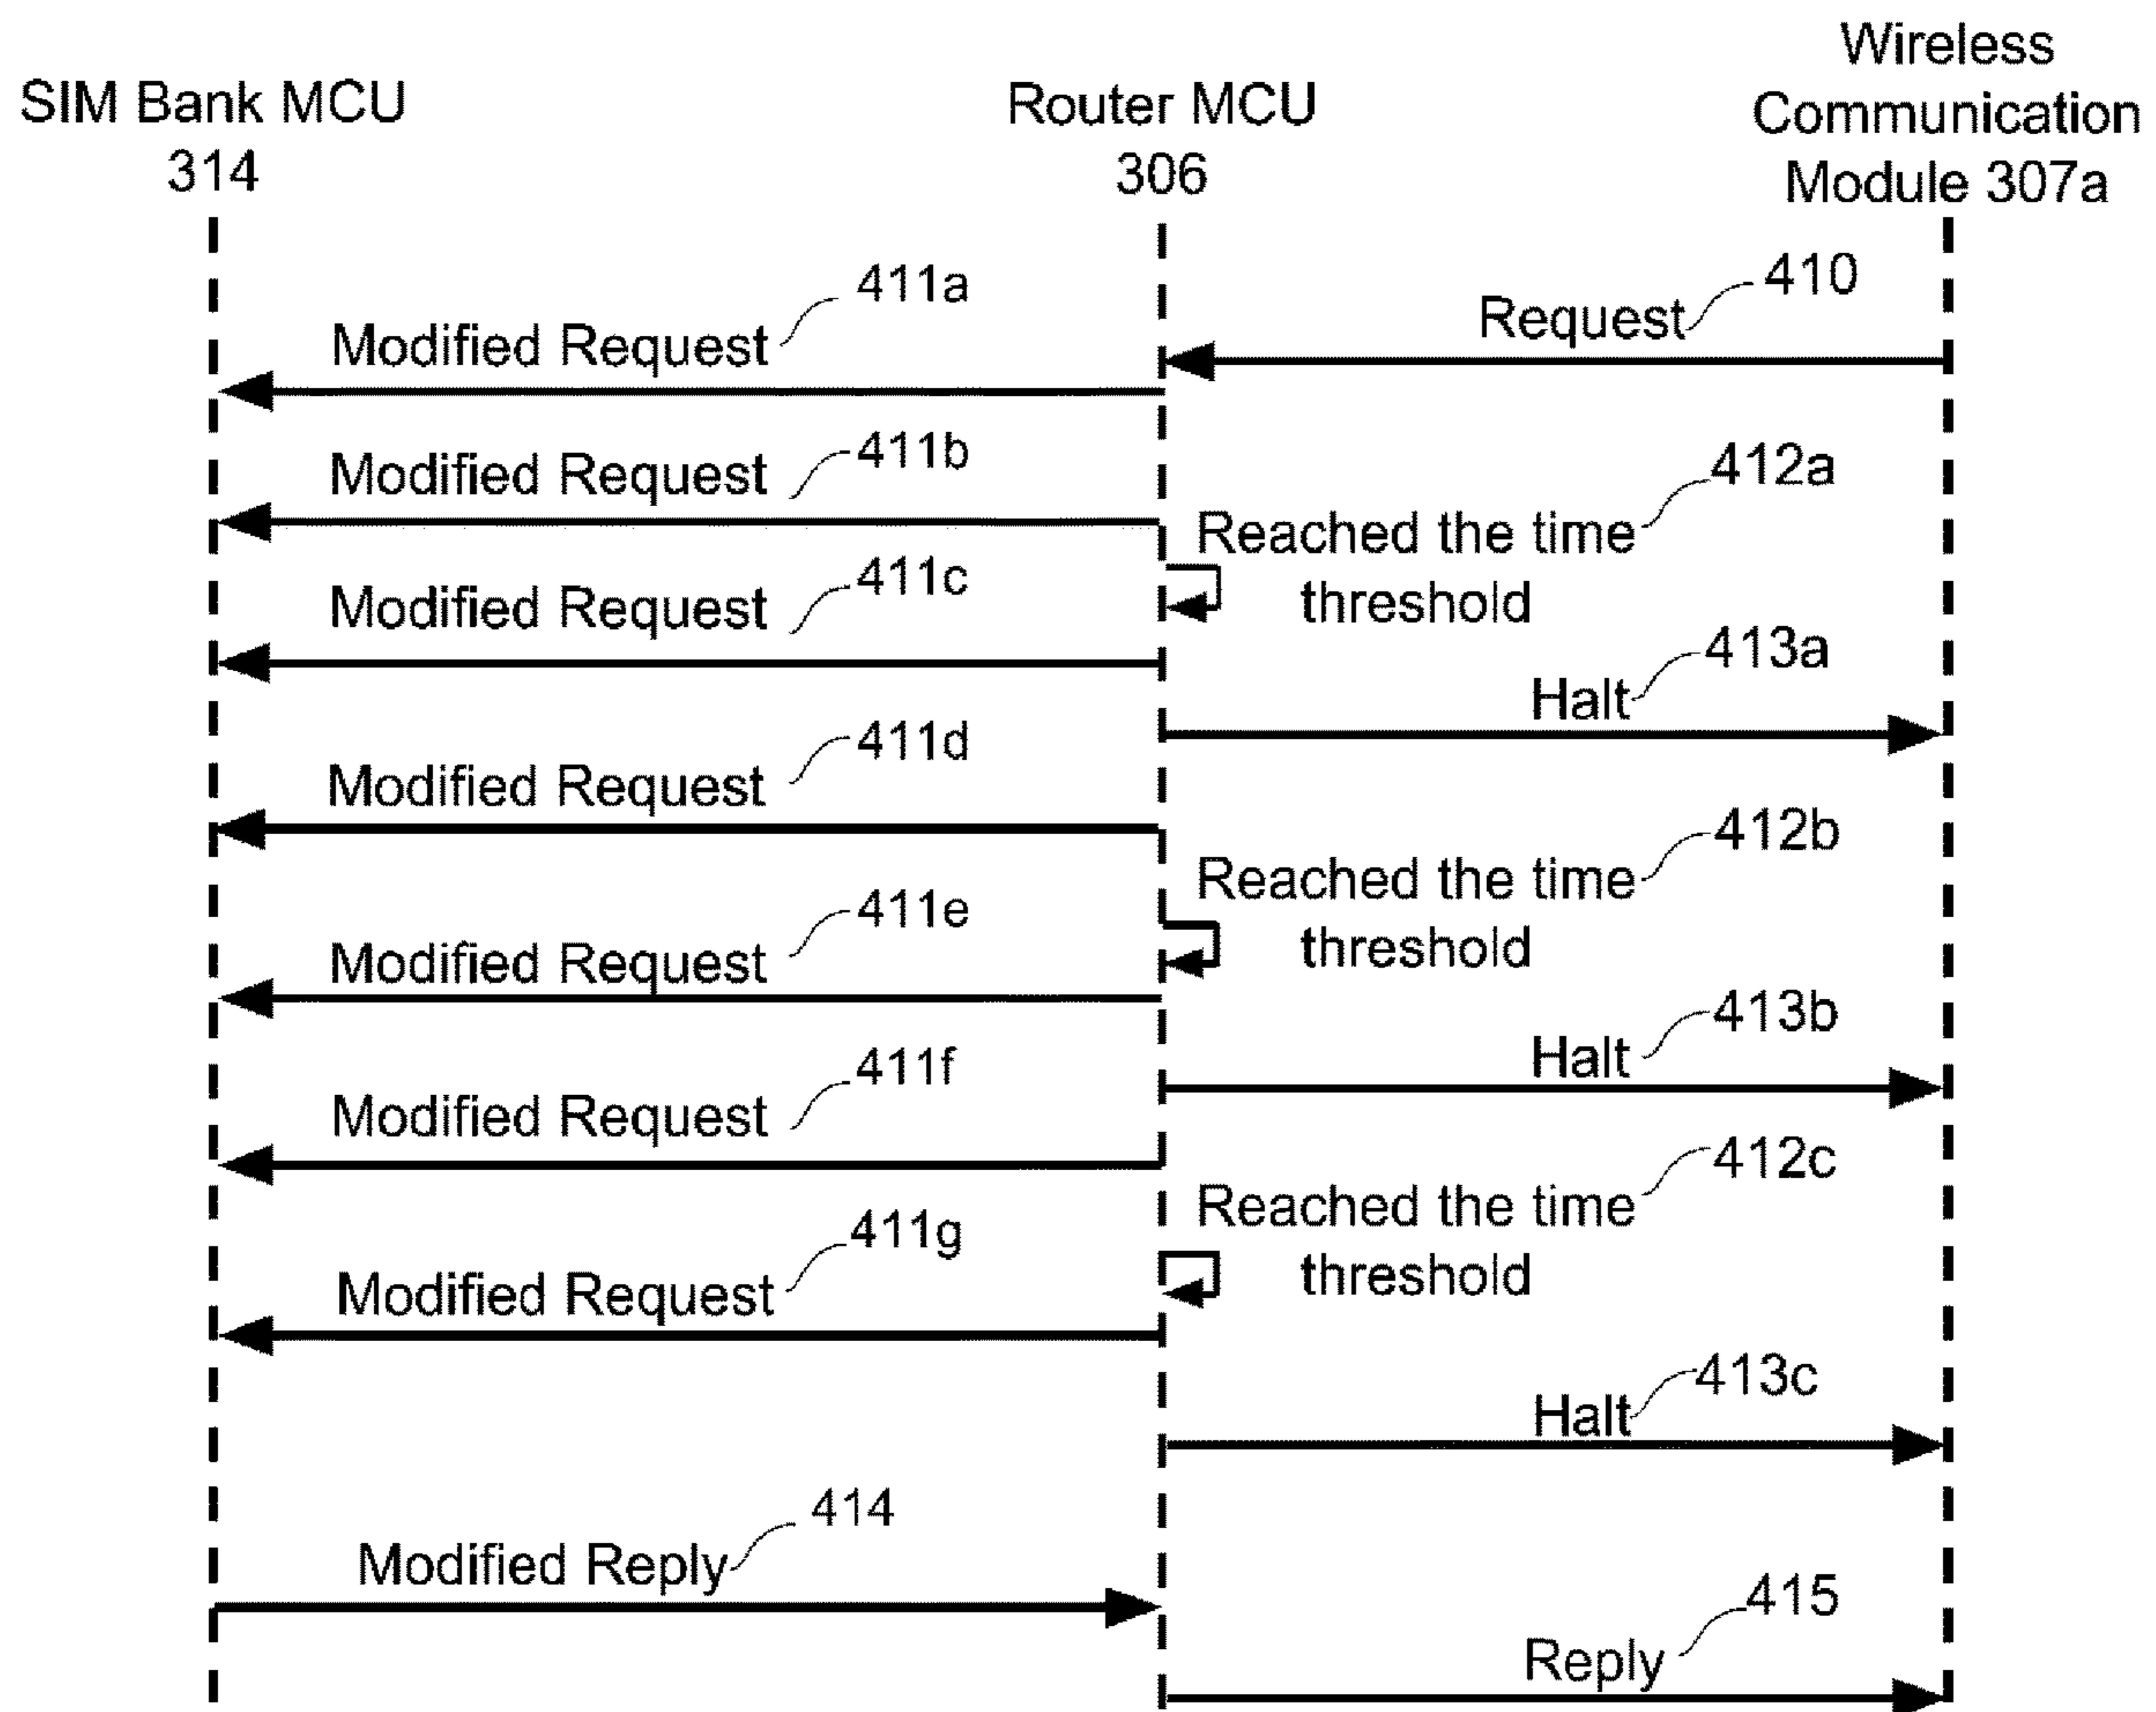 SIM Bank MCU
314
Router MCU
306
Wireless
Communication
Module 307a
411a
Modified Request
410
Request
411b
Modified Request
412a
Reached the time
threshold
411c
Modified Request
413a
Halt
411d
Modified Request
412b
Reached the time
threshold
411e
Modified Request
413b
Halt
411f
Modified Request
412c
Reached the time
threshold
411g
Modified Request
413c
Halt
414
Modified Reply
415
Reply